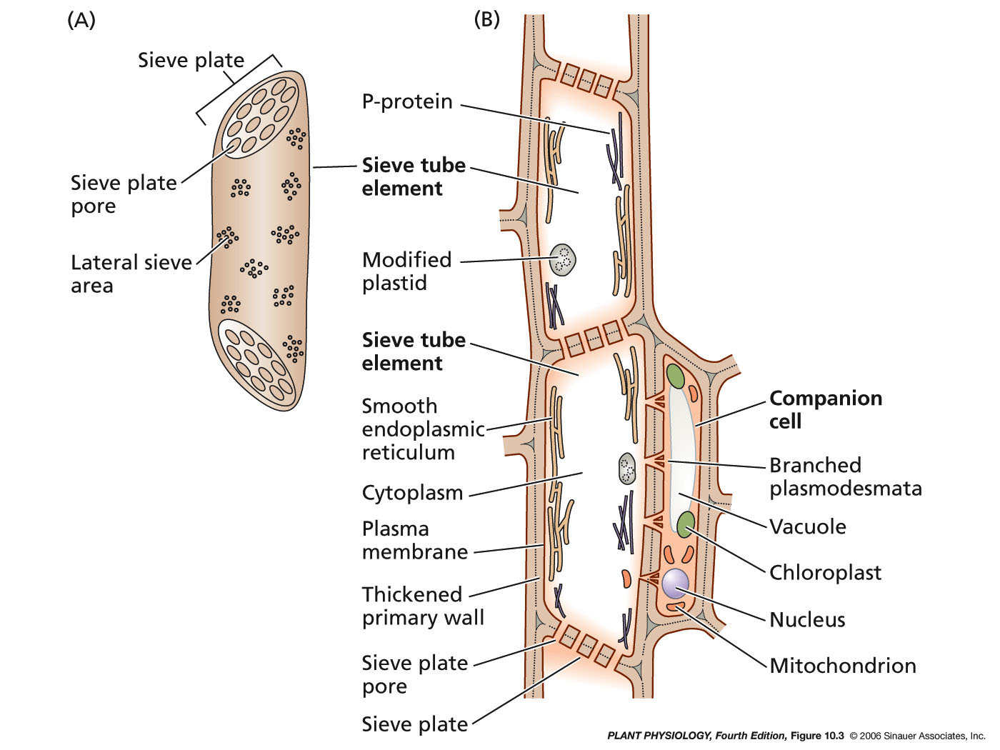 (A)
Sieve plate
Sieve plate
pore
Lateral sieve
area
(B)
P-protein
Sieve tube
element
Modified
plastid
Sieve tube
element
Smooth
endoplasmic
reticulum
Cytoplasm
Plasma
membrane
Thickened
primary wall
Sieve plate
pore
Sieve plate
Companion
cell
Branched
plasmodesmata
Vacuole
Chloroplast
Nucleus
Mitochondrion
PLANT PHYSIOLOGY, Fourth Edition, Figure 10.3 © 2006 Sinauer Associates, Inc.